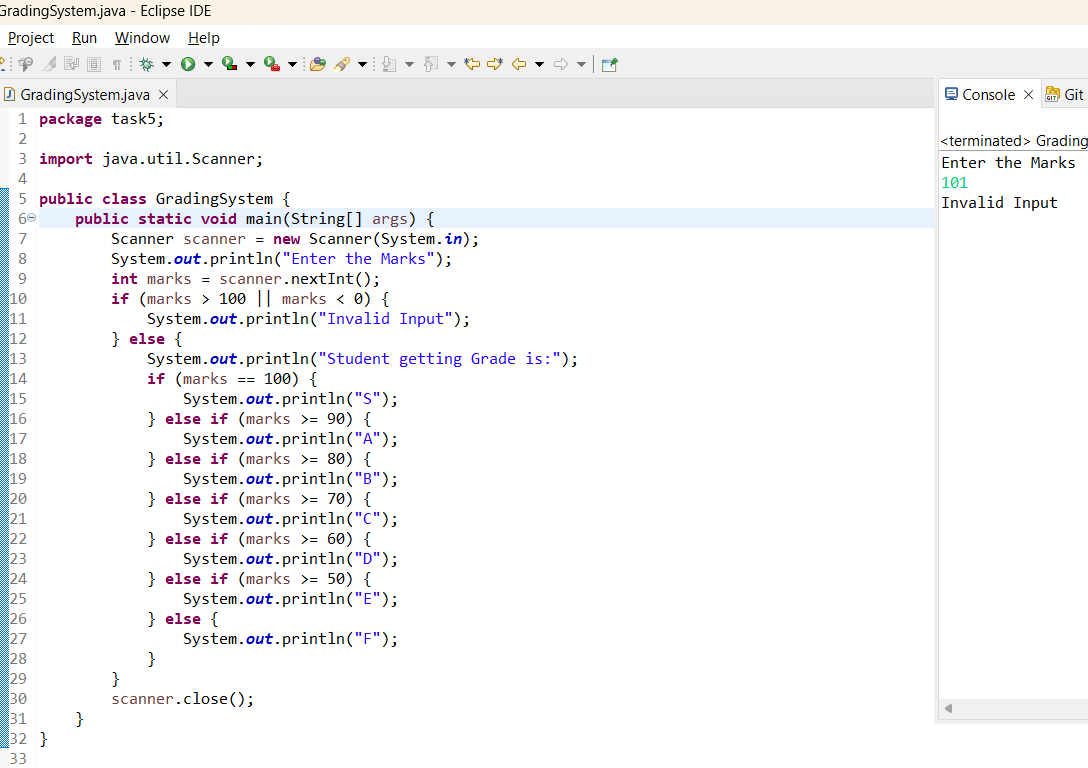 GradingSystem.java - Eclipse IDE
Project Run Window Help
GradingSystem.java
1 package task5;
2
3 import java.util.Scanner;
4
5 public class GradingSystem {
6 public static void main(String[] args) {
7 Scanner scanner = new Scanner(System.in);
8 System.out.println("Enter the Marks");
9 int marks = scanner.nextInt();
10 if (marks > 100 || marks < 0) {
11 System.out.println("Invalid Input");
12 } else {
13 System.out.println("Student getting Grade is:");
14 if (marks == 100) {
15 System.out.println("S");
16 } else if (marks >= 90) {
17 System.out.println("A");
18 } else if (marks >= 80) {
19 System.out.println("B");
20 } else if (marks >= 70) {
21 System.out.println("C");
22 } else if (marks >= 60) {
23 System.out.println("D");
24 } else if (marks >= 50) {
25 System.out.println("E");
26 } else {
27 System.out.println("F");
28 }
29 }
30 scanner.close();
31 }
32 }
33
Console
GIT Git
<terminated> Grading
Enter the Marks
101
Invalid Input